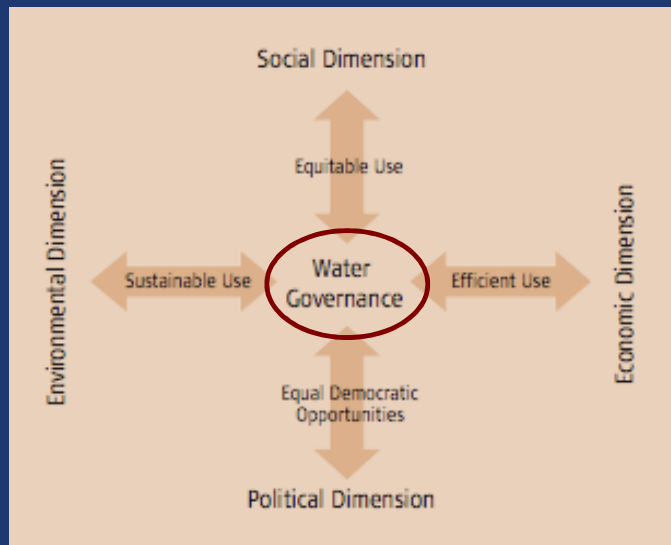 Social Dimension
Equitable Use
Environmental Dimension
Sustainable Use
Water
Governance
Efficient Use
Economic Dimension
Equal Democratic
Opportunities
Political Dimension